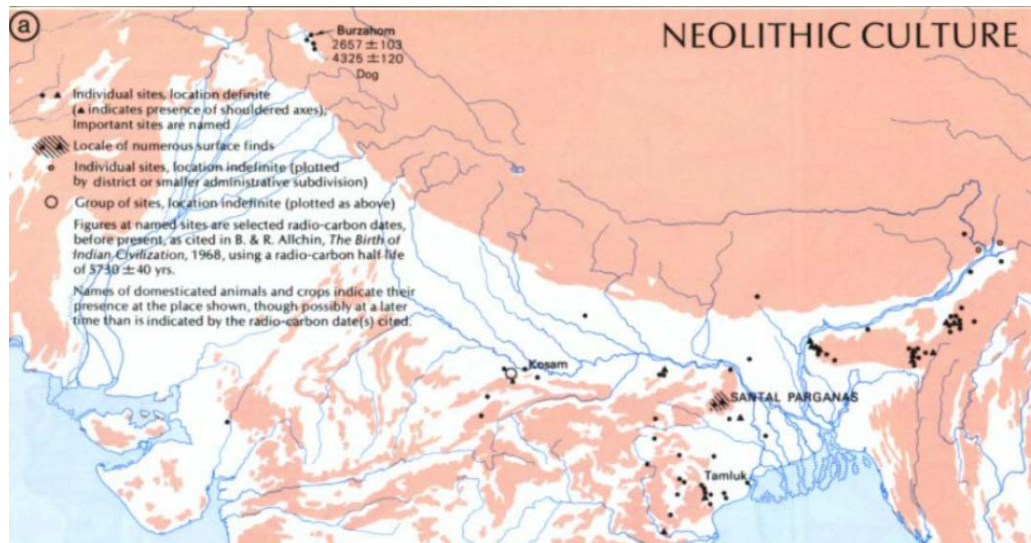 a
NEOLITHIC CULTURE
Burzahom
2657 ± 103
4325 ± 120
Dog
Individual sites, location definite
(▲ indicates presence of shouldered axes);
Important sites are named
Locale of numerous surface finds
Individual sites, location indefinite (plotted
by district or smaller administrative subdivision)
Group of sites, location indefinite (plotted as above)
Figures at named sites are selected radio-carbon dates,
before present, as cited in B. & R. Allchin, The Birth of
Indian Civilization, 1968, using a radio-carbon half life
of 5730 ± 40 yrs.
Names of domesticated animals and crops indicate their
presence at the place shown, though possibly at a later
time than is indicated by the radio-carbon date(s) cited.
Kosam
SANTAL PARGANAS
Tamluk